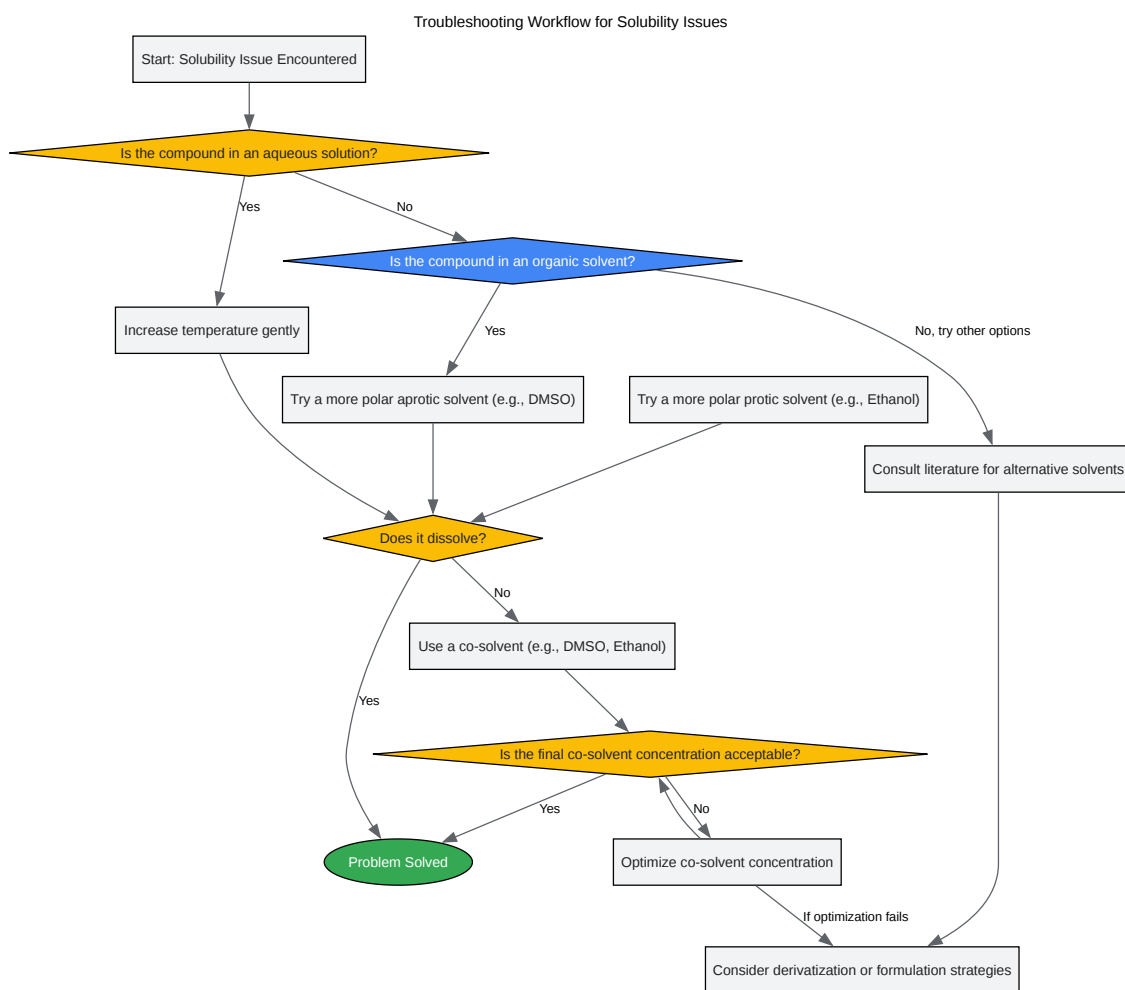 Troubleshooting Workflow for Solubility Issues
Start: Solubility Issue Encountered
Is the compound in an aqueous solution?
Yes
No
Is the compound in an organic solvent?
Increase temperature gently
Yes
No, try other options
Try a more polar aprotic solvent (e.g., DMSO)
Try a more polar protic solvent (e.g., Ethanol)
Consult literature for alternative solvents
Does it dissolve?
No
Use a co-solvent (e.g., DMSO, Ethanol)
Yes
Is the final co-solvent concentration acceptable?
Yes
No
Problem Solved
Optimize co-solvent concentration
If optimization fails
Consider derivatization or formulation strategies